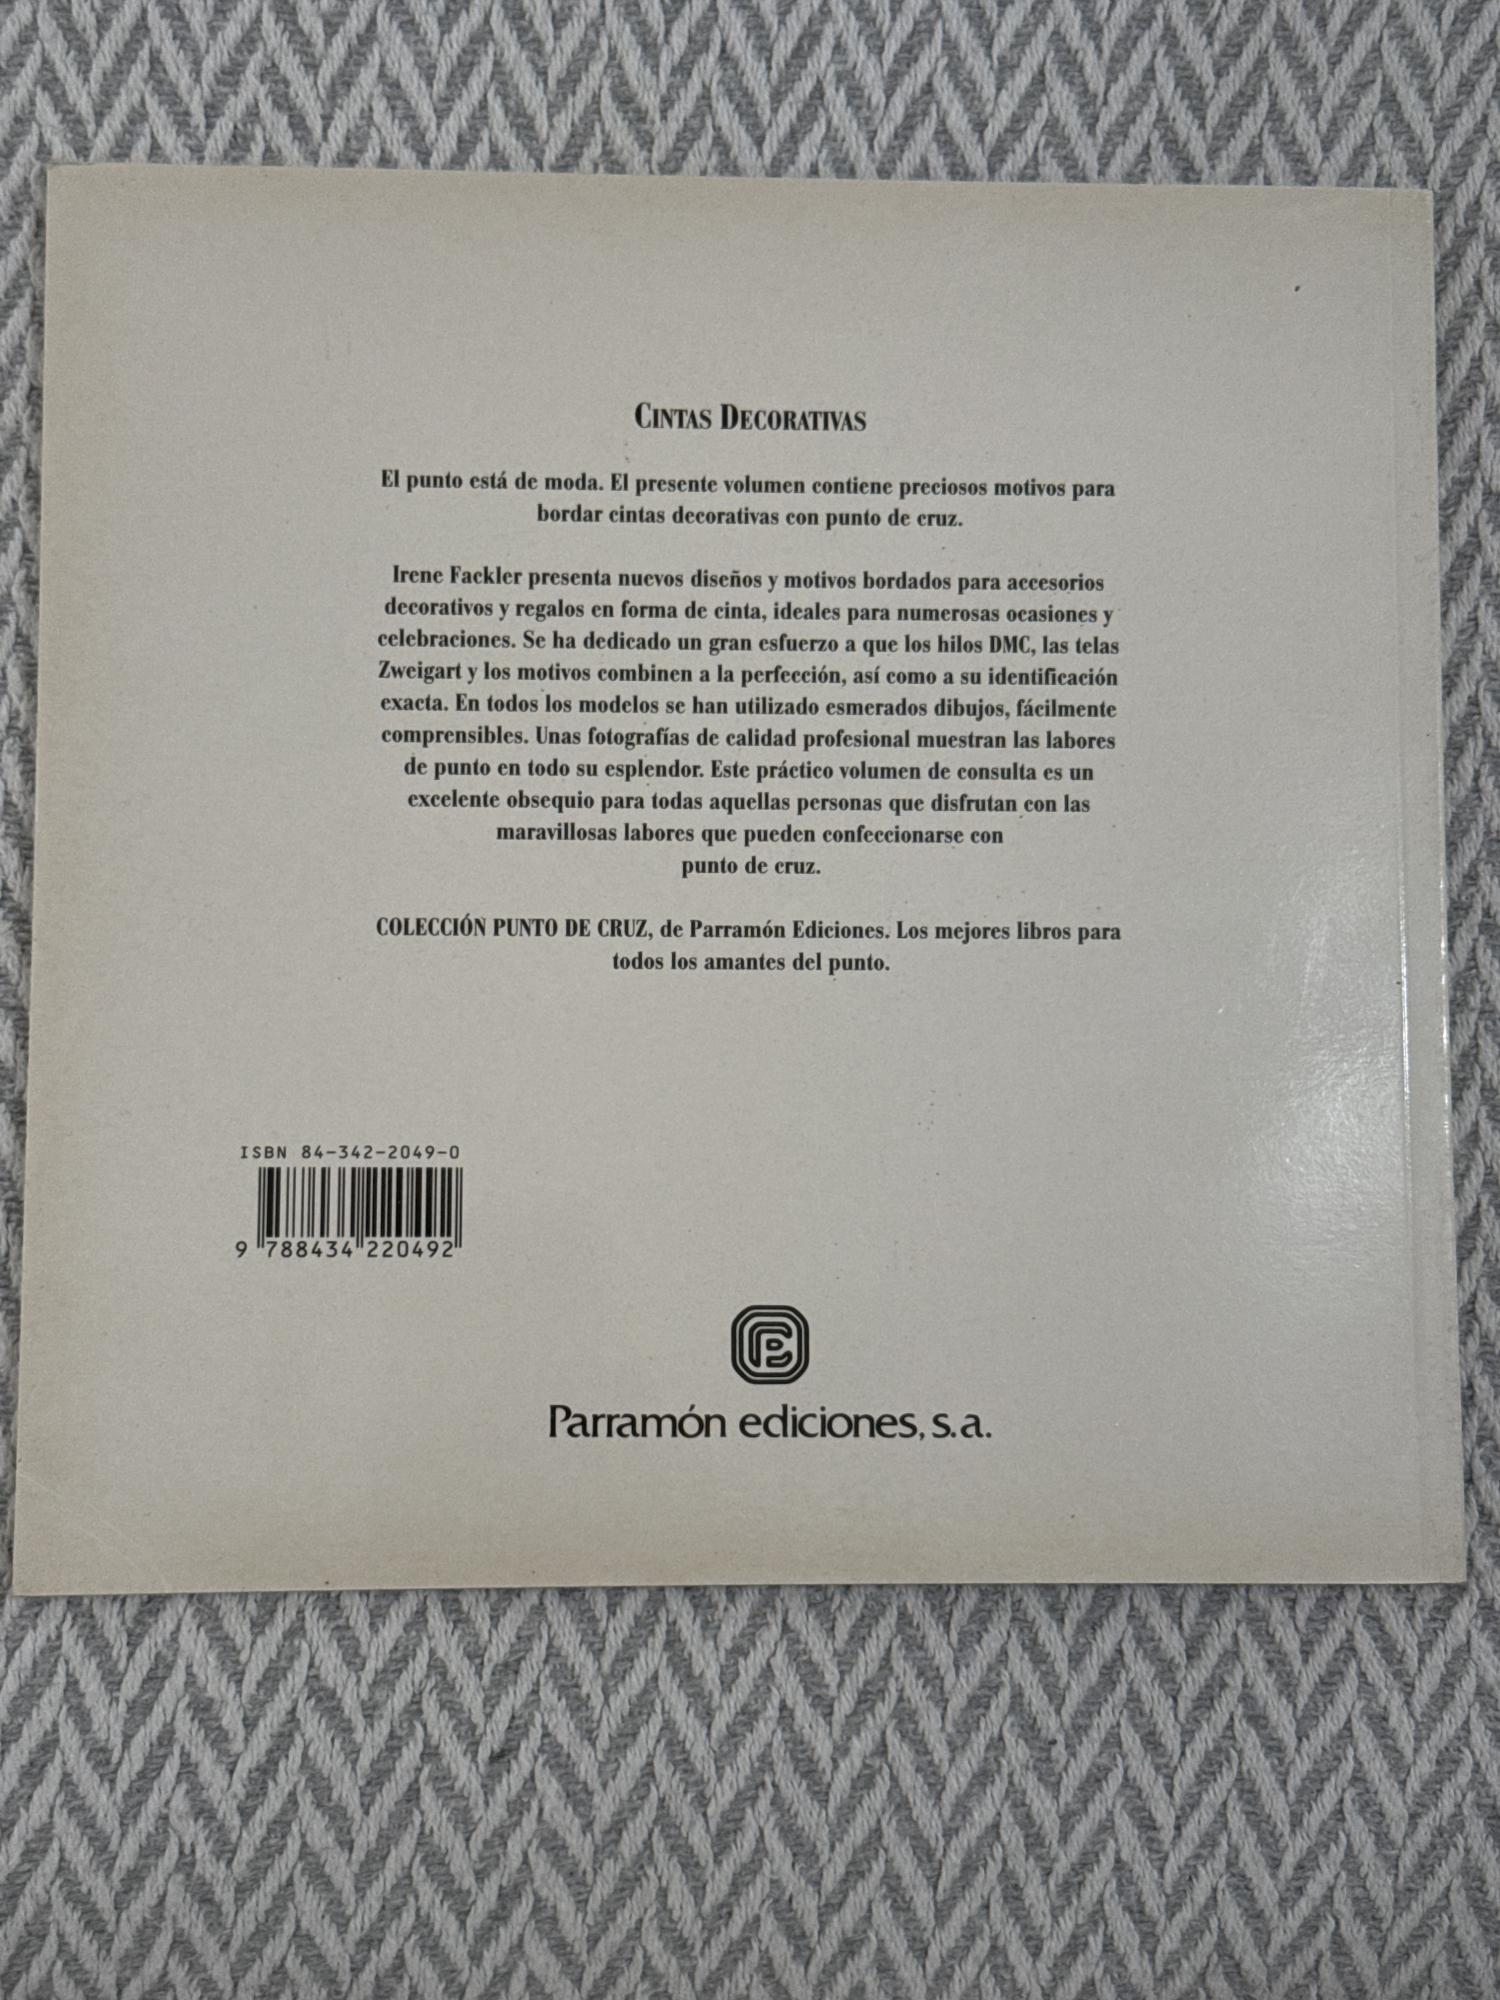 CINTAS DECORATIVAS
El punto está de moda. El presente volumen contiene preciosos motivos para
bordar cintas decorativas con punto de cruz.
Irene Fackler presenta nuevos diseños y motivos bordados para accesorios
decorativos y regalos en forma de cinta, ideales para numerosas ocasiones y
celebraciones. Se ha dedicado un gran esfuerzo a que los hilos DMC, las telas
Zweigart y los motivos combinen a la perfección, así como a su identificación
exacta. En todos los modelos se han utilizado esmerados dibujos, fácilmente
comprensibles. Unas fotografías de calidad profesional muestran las labores
de punto en todo su esplendor. Este práctico volumen de consulta es un
excelente obsequio para todas aquellas personas que disfrutan con las
maravillosas labores que pueden confeccionarse con
punto de cruz.
COLECCIÓN PUNTO DE CRUZ, de Parramón Ediciones. Los mejores libros para
todos los amantes del punto.
ISBN 84-342-2049-0
9 788434 220492
Parramón ediciones, s.a.